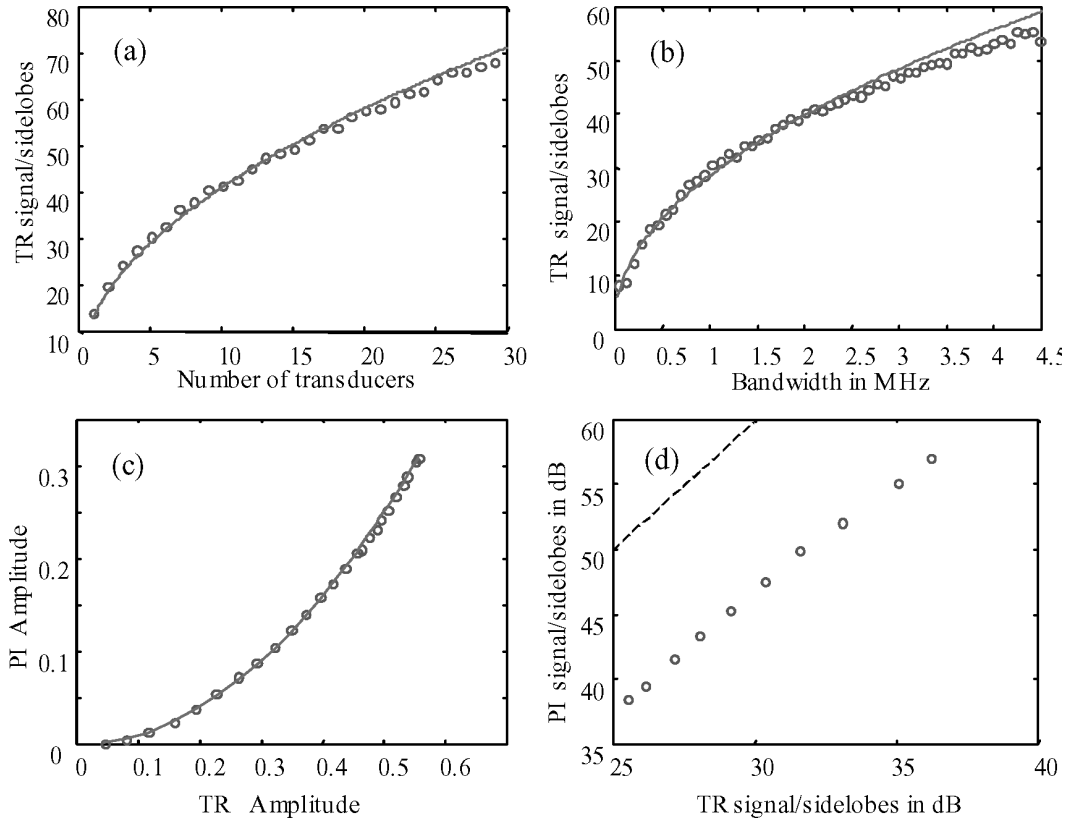 80
70
60
50
40
30
20
10
TR signal/sidelobes
(a)
0 5 10 15 20 25 30
Number of transducers
60
50
40
30
20
10
0
TR signal/sidelobes
(b)
0 0.5 1 1.5 2 2.5 3 3.5 4 4.5
Bandwidth in MHz
0.3
0.2
0.1
0
PI Amplitude
(c)
0 0.1 0.2 0.3 0.4 0.5 0.6
TR Amplitude
60
55
50
45
40
35
PI signal/sidelobes in dB
(d)
25 30 35 40
TR signal/sidelobes in dB